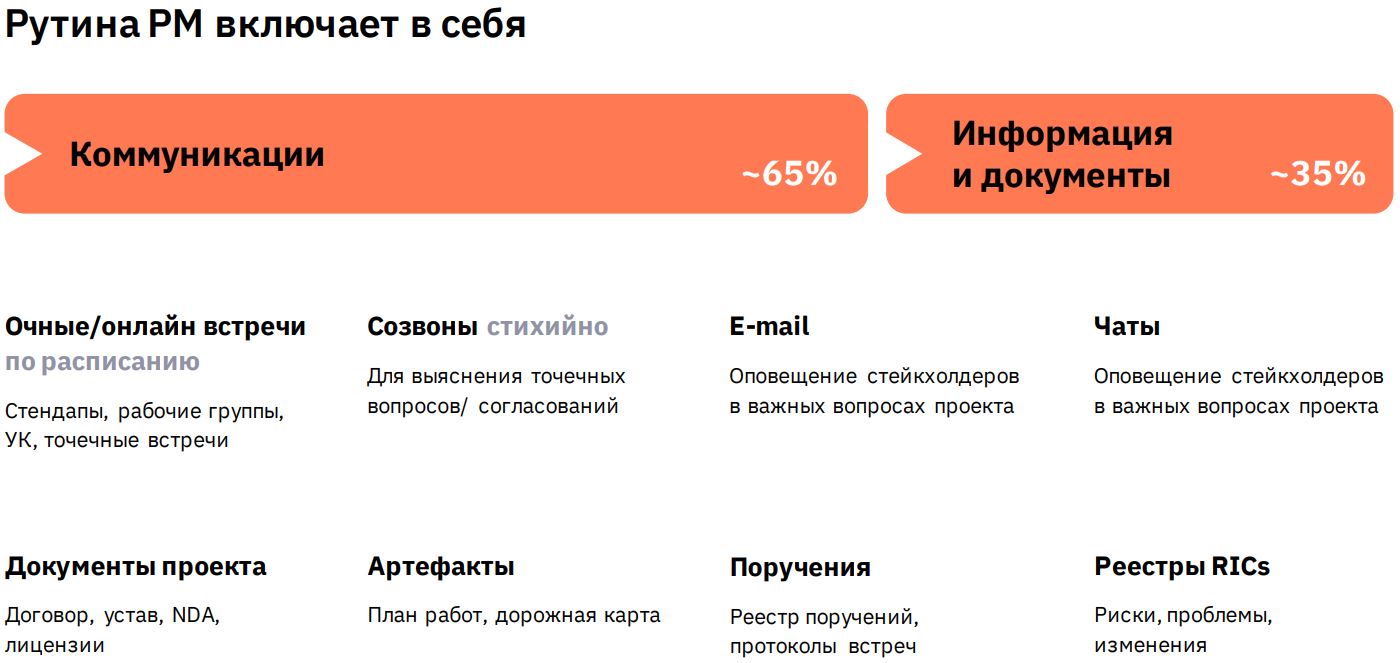 Рутина PM включает в себя
Коммуникации
~65%
Информация
и документы
~35%
Очные/онлайн встречи
по расписанию
Стендапы, рабочие группы,
УК, точечные встречи
Созвоны стихийно
Для выяснения точечных
вопросов/ согласований
E-mail
Оповещение стейкхолдеров
в важных вопросах проекта
Чаты
Оповещение стейкхолдеров
в важных вопросах проекта
Документы проекта
Договор, устав, NDA,
лицензии
Артефакты
План работ, дорожная карта
Поручения
Реестр поручений,
протоколы встреч
Реестры RICs
Риски, проблемы,
изменения